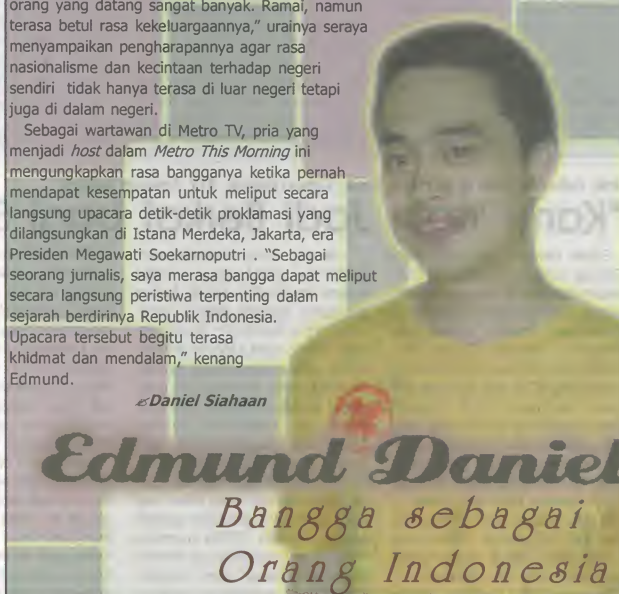 orang yang datang sangat banyak. Ramai, namun
terasa betul rasa kekeluargaannya,” urainya seraya
menyampaikan pengharapannya agar rasa
nasionalisme dan kecintaan terhadap negeri
sendiri tidak hanya terasa di luar negeri tetapi
juga di dalam negeri.
Sebagai wartawan di Metro TV, pria yang
menjadi host dalam Metro This Morning ini
mengungkapkan rasa bangganya ketika pernah
mendapat kesempatan untuk meliput secara
langsung upacara detik-detik proklamasi yang
dilangsungkan di Istana Merdeka, Jakarta, era
Presiden Megawati Soekarnoputri . “Sebagai
seorang jurnalis, saya merasa bangga dapat meliput
secara langsung peristiwa terpenting dalam
sejarah berdirinya Republik Indonesia.
Upacara tersebut begitu terasa
khidmat dan mendalam,” kenang
Edmund.
Daniel Siahaan
Edmund Daniel
Bangga sebagai
Orang Indonesia